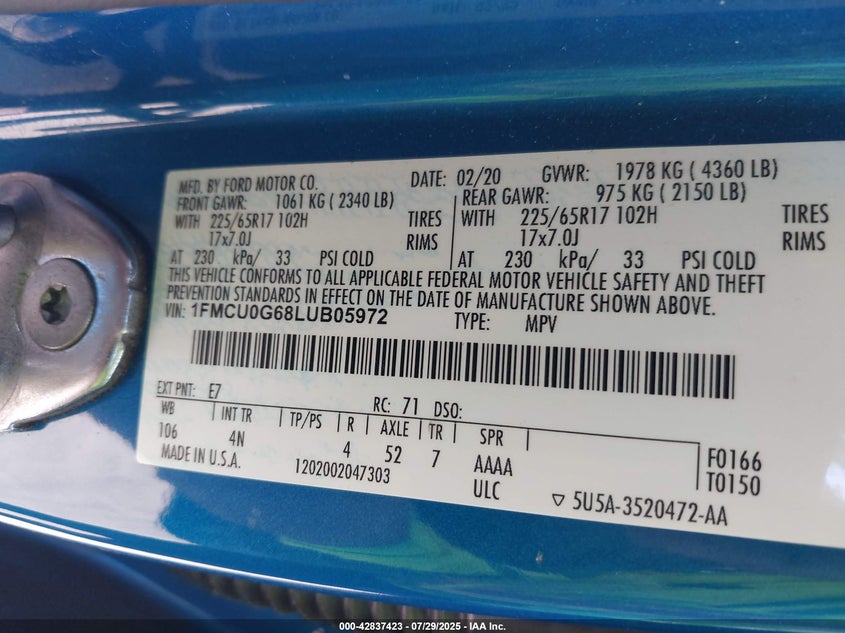 MFD. BY FORD MOTOR CO. DATE: 02/20 GVWR: 1978 KG ( 4360 LB)
FRONT GAWR: 1061 KG ( 2340 LB) REAR GAWR: 975 KG ( 2150 LB)
WITH 225/65R17 102H TIRES WITH 225/65R17 102H TIRES
17x7.0J RIMS 17x7.0J RIMS
AT 230 kPa/ 33 PSI COLD AT 230 kPa/ 33 PSI COLD
THIS VEHICLE CONFORMS TO ALL APPLICABLE FEDERAL MOTOR VEHICLE SAFETY AND THEFT
PREVENTION STANDARDS IN EFFECT ON THE DATE OF MANUFACTURE SHOWN ABOVE.
VIN: 1FMCU0G68LUB05972 TYPE: MPV
EXT PNT: E7 RC: 71 DSO:
WB INT TR TP/PS R AXLE TR SPR
106 4N 4 52 7 AAAA F0166
MADE IN U.S.A. 1202002047303 ULC T0150
▽ 5U5A-3520472-AA
000-42837423 - 07/29/2025 - IAA Inc.